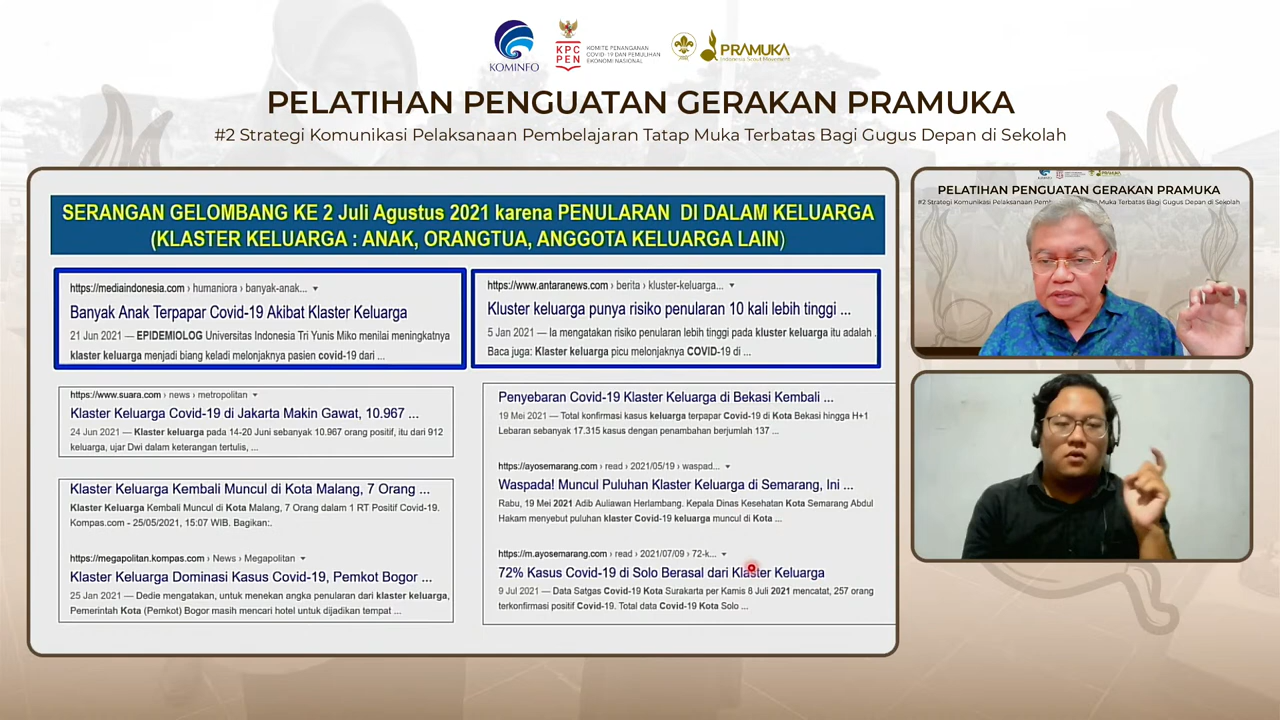 KOMINFO
KPC
PEN
KOMITE PENANGANAN
COVID-19 DAN PEMULIHAN
EKONOMI NASIONAL
PRAMUKA
Indonesia Scout Movement
PELATIHAN PENGUATAN GERAKAN PRAMUKA
#2 Strategi Komunikasi Pelaksanaan Pembelajaran Tatap Muka Terbatas Bagi Gugus Depan di Sekolah
SERANGAN GELOMBANG KE 2 Juli Agustus 2021 karena PENULARAN DI DALAM KELUARGA
(KLASTER KELUARGA : ANAK, ORANGTUA, ANGGOTA KELUARGA LAIN)
https://mediaindonesia.com › humaniora › banyak-anak...
Banyak Anak Terpapar Covid-19 Akibat Klaster Keluarga
21 Jun 2021 — EPIDEMIOLOG Universitas Indonesia Tri Yunis Miko menilai meningkatnya
klaster keluarga menjadi biang keladi melonjaknya pasien covid-19 dari ...
https://www.suara.com › news › metropolitan
Klaster Keluarga Covid-19 di Jakarta Makin Gawat, 10.967 ...
24 Jun 2021 — Klaster keluarga pada 14-20 Juni sebanyak 10.967 orang positif, itu dari 912
keluarga, ujar Dwi dalam keterangan tertulis, ...
Klaster Keluarga Kembali Muncul di Kota Malang, 7 Orang ...
Klaster Keluarga Kembali Muncul di Kota Malang, 7 Orang dalam 1 RT Positif Covid-19.
Kompas.com - 25/05/2021, 15:07 WIB. Bagikan:.
https://megapolitan.kompas.com › News › Megapolitan
Klaster Keluarga Dominasi Kasus Covid-19, Pemkot Bogor ...
25 Jan 2021 — Dedie mengatakan, untuk menekan angka penularan dari klaster keluarga,
Pemerintah Kota (Pemkot) Bogor masih mencari hotel untuk dijadikan tempat ...
https://www.antaranews.com › berita › kluster-keluarga...
Kluster keluarga punya risiko penularan 10 kali lebih tinggi ...
5 Jan 2021 — Ia mengatakan risiko penularan lebih tinggi pada kluster keluarga itu adalah .
Baca juga: Klaster keluarga picu melonjaknya COVID-19 di ...
Penyebaran Covid-19 Klaster Keluarga di Bekasi Kembali ...
19 Mei 2021 — Total konfirmasi kasus keluarga terpapar Covid-19 di Kota Bekasi hingga H+1
Lebaran sebanyak 17.315 kasus dengan penambahan berjumlah 137 ...
https://ayosemarang.com › read › 2021/05/19 › waspad...
Waspada! Muncul Puluhan Klaster Keluarga di Semarang, Ini ...
Rabu, 19 Mei 2021 Adib Auliawan Herlambang. Kepala Dinas Kesehatan Kota Semarang Abdul
Hakam menyebut puluhan klaster Covid-19 keluarga muncul di Kota ...
https://m.ayosemarang.com › read › 2021/07/09 › 72-k...
72% Kasus Covid-19 di Solo Berasal dari Klaster Keluarga
9 Jul 2021 — Data Satgas Covid-19 Kota Surakarta per Kamis 8 Juli 2021 mencatat, 257 orang
terkonfirmasi positif Covid-19. Total data Covid-19 Kota Solo ...
PELATIHAN PENGUATAN GERAKAN PRAMUKA
#2 Strategi Komunikasi Pelaksanaan Muka Terbatas Bagi Gugus Depan di Sekolah